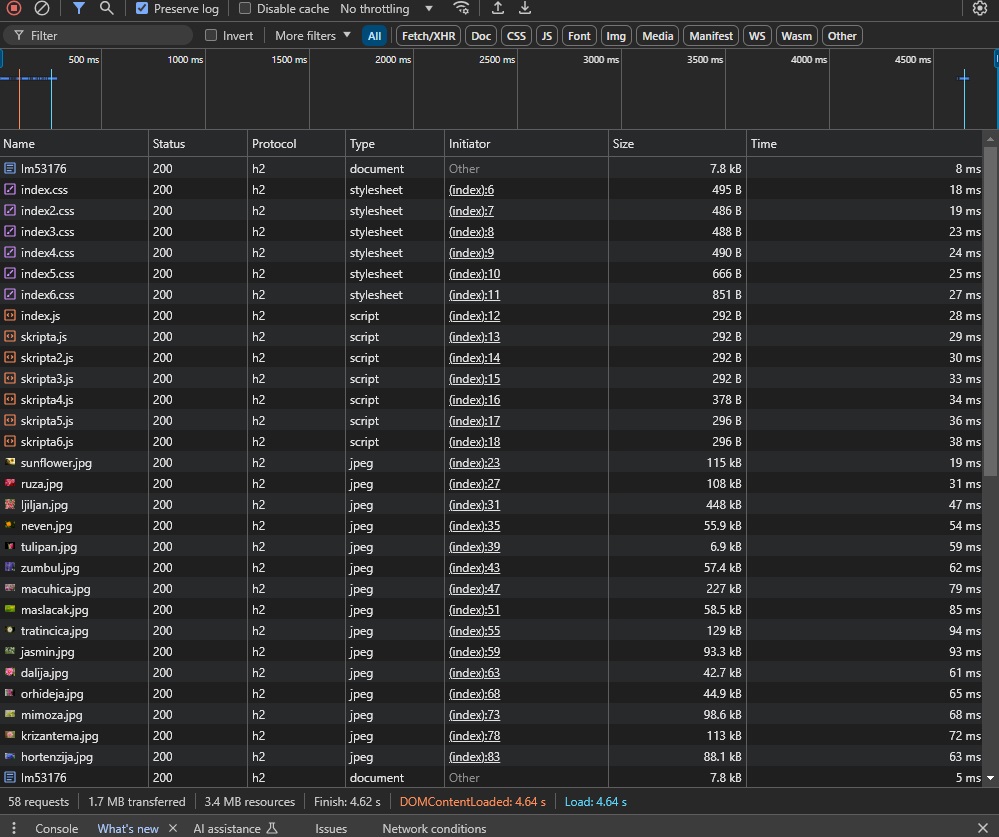 Preserve log Disable cache No throttling
Filter Invert More filters All Fetch/XHR Doc CSS JS Font Img Media Manifest WS Wasm Other
500 ms 1000 ms 1500 ms 2000 ms 2500 ms 3000 ms 3500 ms 4000 ms 4500 ms
Name Status Protocol Type Initiator Size Time
lm53176 200 h2 document Other 7.8 kB 8 ms
index.css 200 h2 stylesheet (index):6 495 B 18 ms
index2.css 200 h2 stylesheet (index):7 486 B 19 ms
index3.css 200 h2 stylesheet (index):8 488 B 23 ms
index4.css 200 h2 stylesheet (index):9 490 B 24 ms
index5.css 200 h2 stylesheet (index):10 666 B 25 ms
index6.css 200 h2 stylesheet (index):11 851 B 27 ms
index.js 200 h2 script (index):12 292 B 28 ms
skripta.js 200 h2 script (index):13 292 B 29 ms
skripta2.js 200 h2 script (index):14 292 B 30 ms
skripta3.js 200 h2 script (index):15 292 B 33 ms
skripta4.js 200 h2 script (index):16 378 B 34 ms
skripta5.js 200 h2 script (index):17 296 B 36 ms
skripta6.js 200 h2 script (index):18 296 B 38 ms
sunflower.jpg 200 h2 jpeg (index):23 115 kB 19 ms
ruza.jpg 200 h2 jpeg (index):27 108 kB 31 ms
ljiljan.jpg 200 h2 jpeg (index):31 448 kB 47 ms
neven.jpg 200 h2 jpeg (index):35 55.9 kB 54 ms
tulipan.jpg 200 h2 jpeg (index):39 6.9 kB 59 ms
zumbul.jpg 200 h2 jpeg (index):43 57.4 kB 62 ms
macuhica.jpg 200 h2 jpeg (index):47 227 kB 79 ms
maslacak.jpg 200 h2 jpeg (index):51 58.5 kB 85 ms
tratincica.jpg 200 h2 jpeg (index):55 129 kB 94 ms
jasmin.jpg 200 h2 jpeg (index):59 93.3 kB 93 ms
dalija.jpg 200 h2 jpeg (index):63 42.7 kB 61 ms
orhideja.jpg 200 h2 jpeg (index):68 44.9 kB 65 ms
mimoza.jpg 200 h2 jpeg (index):73 98.6 kB 68 ms
krizantema.jpg 200 h2 jpeg (index):78 113 kB 72 ms
hortenzija.jpg 200 h2 jpeg (index):83 88.1 kB 63 ms
lm53176 200 h2 document Other 7.8 kB 5 ms
58 requests 1.7 MB transferred 3.4 MB resources Finish: 4.62 s DOMContentLoaded: 4.64 s Load: 4.64 s
Console What's new AI assistance Issues Network conditions